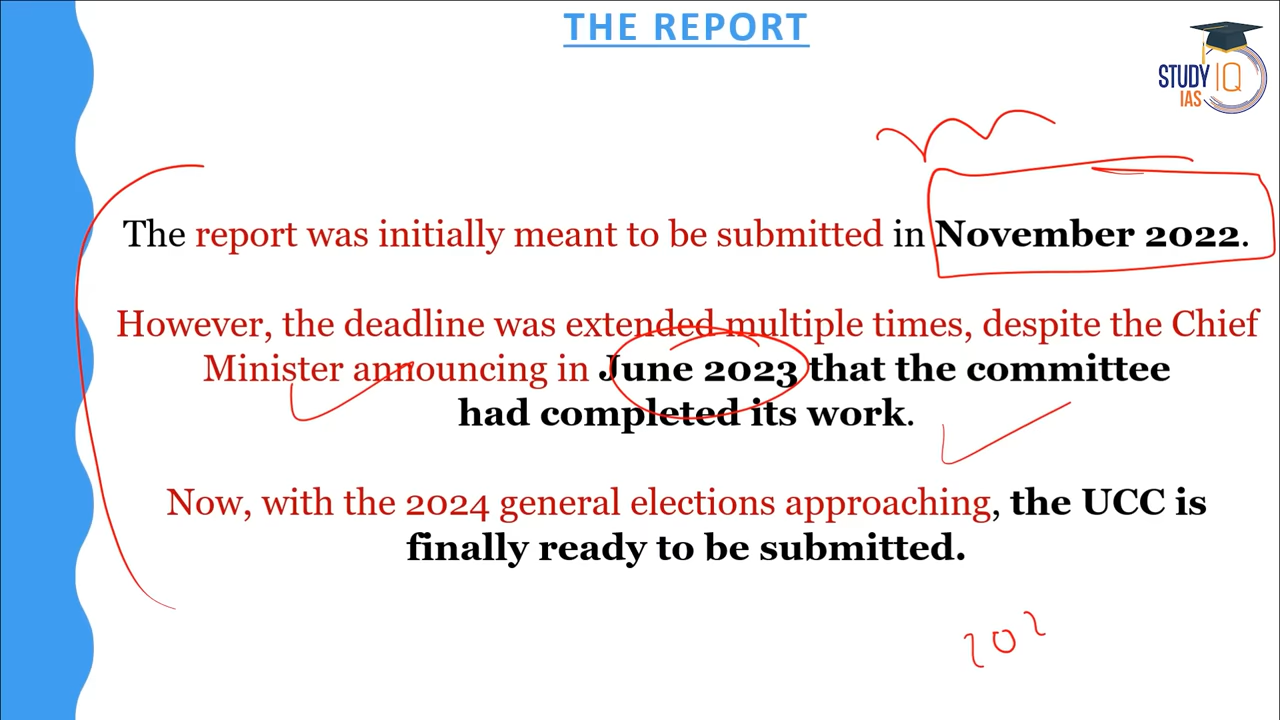 THE REPORT
STUDY IQ
IAS
The report was initially meant to be submitted in November 2022.
However, the deadline was extended multiple times, despite the Chief
Minister announcing in June 2023 that the committee
had completed its work.
Now, with the 2024 general elections approaching, the UCC is
finally ready to be submitted.
202